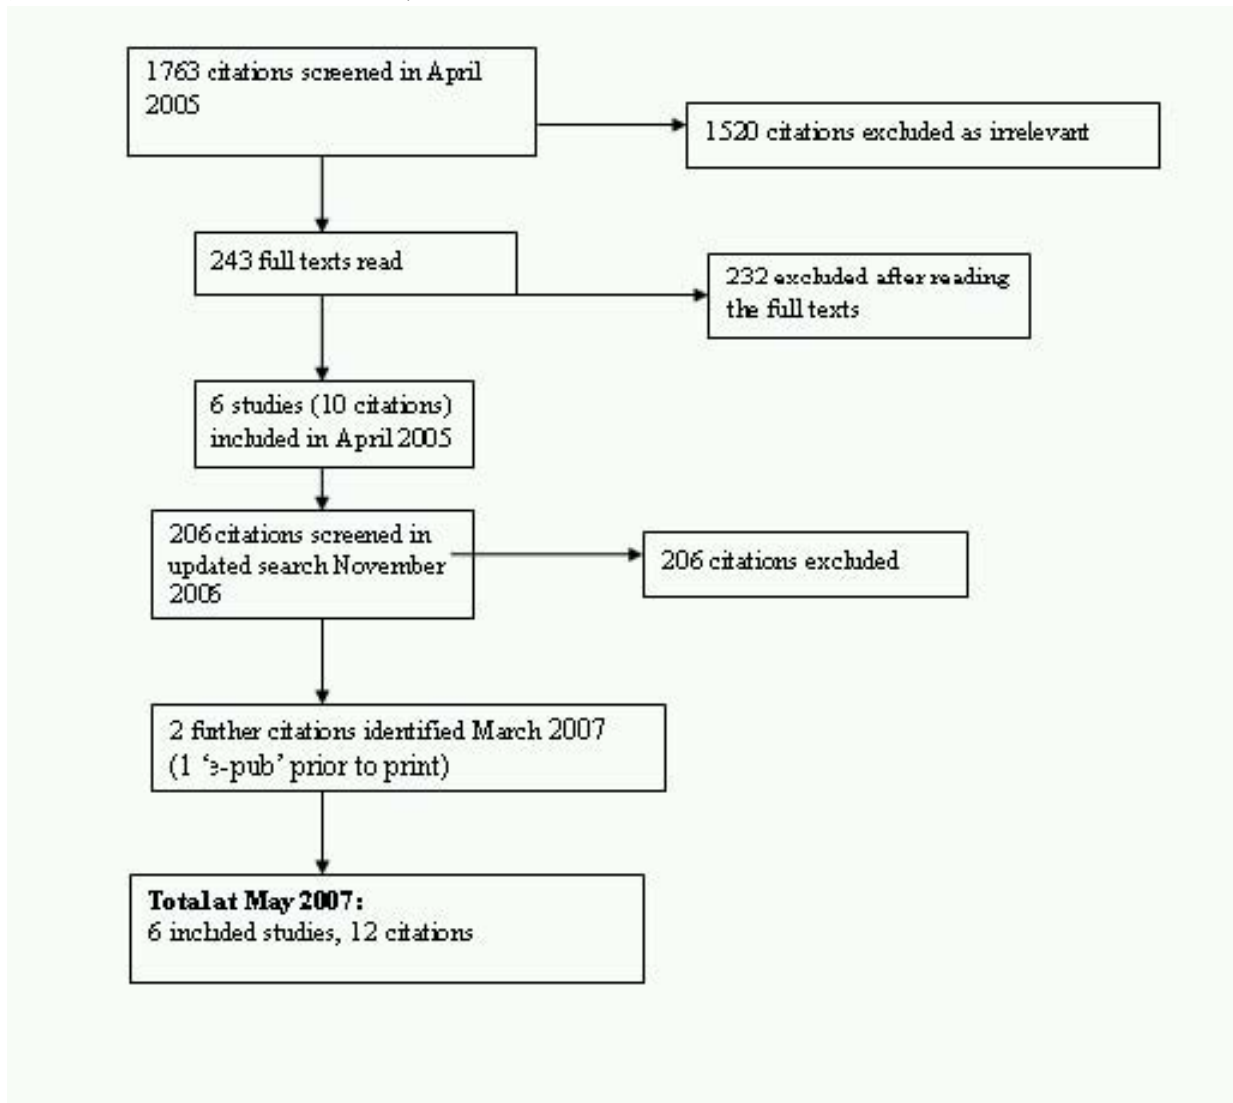 1763 citations screened in April
2005
1520 citations excluded as irrelevant
243 full texts read
232 excluded after reading
the full texts
6 studies (10 citations)
included in April 2005
206 citations screened in
updated search November
2006
206 citations excluded
2 further citations identified March 2007
(1 ‘e-pub’ prior to print)
Total at May 2007:
6 included studies, 12 citations